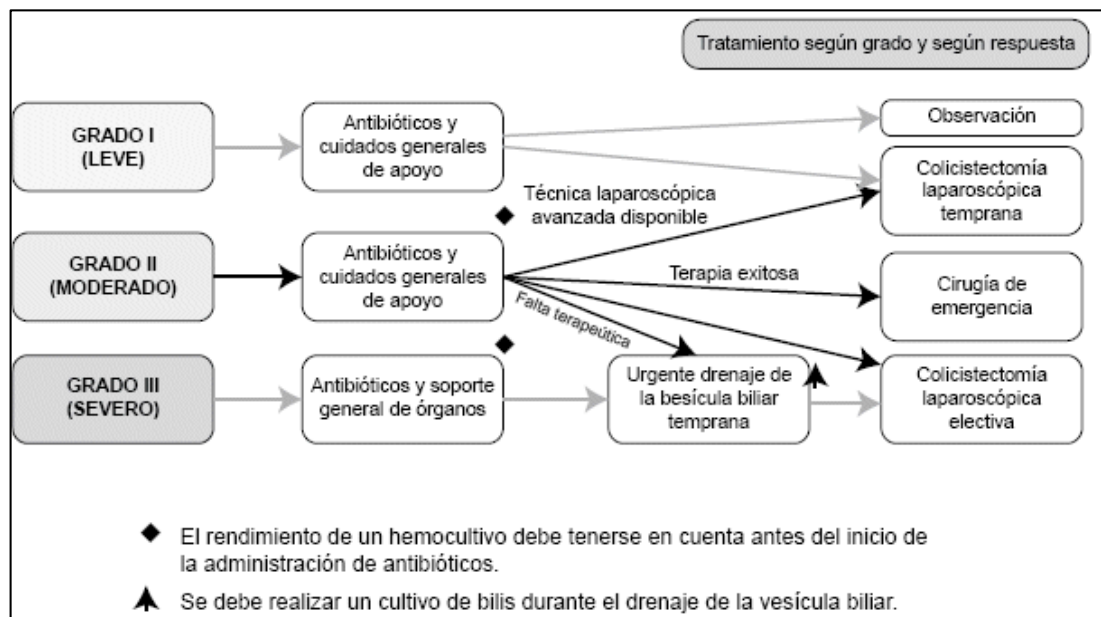 Tratamiento según grado y según respuesta
GRADO I
(LEVE)
Antibióticos y
cuidados generales
de apoyo
Observación
Colicistectomía
laparoscópica
temprana
Técnica laparoscópica
avanzada disponible
GRADO II
(MODERADO)
Antibióticos y
cuidados generales
de apoyo
Terapia exitosa
Cirugía de
emergencia
Falta terapeútica
GRADO III
(SEVERO)
Antibióticos y soporte
general de órganos
Urgente drenaje de
la besícula biliar
temprana
Colicistectomía
laparoscópica
electiva
El rendimiento de un hemocultivo debe tenerse en cuenta antes del inicio de
la administración de antibióticos.
Se debe realizar un cultivo de bilis durante el drenaje de la vesícula biliar.